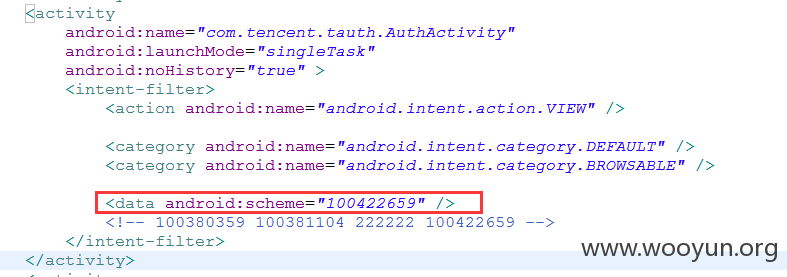 <activity
android:name="com.tencent.tauth.AuthActivity"
android:launchMode="singleTask"
android:noHistory="true" >
<intent-filter>
<action android:name="android.intent.action.VIEW" />
<category android:name="android.intent.category.DEFAULT" />
<category android:name="android.intent.category.BROWSABLE" />
<data android:scheme="100422659" />
<!-- 100380359 100381104 222222 100422659 -->
</intent-filter>
www.wooyun.org
</activity>